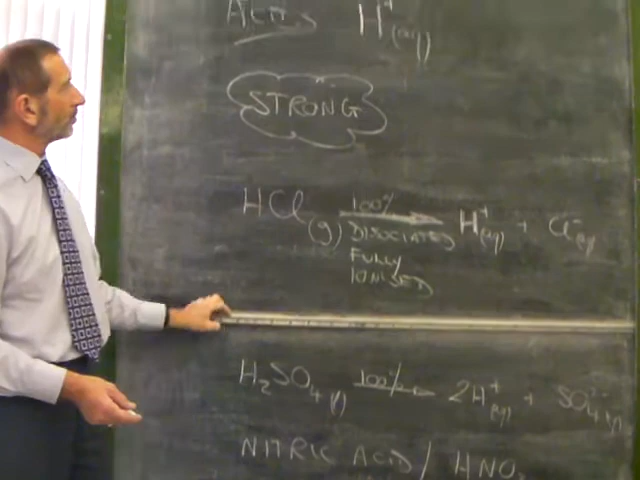 ACIDS H⁺(aq)
STRONG
HCl(g) 100% H⁺(aq) + Cl⁻(aq)
DISOCIATED
FULLY
IONISED
H₂SO₄(l) 100% 2H⁺(aq) + SO₄²⁻(aq)
NITRIC ACID / HNO₃